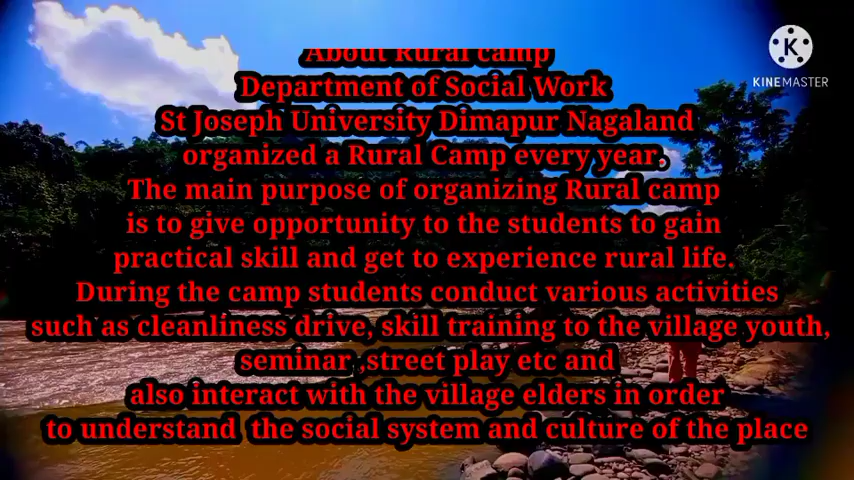 About Rural camp
Department of Social Work
St Joseph University Dimapur Nagaland
organized a Rural Camp every year.
The main purpose of organizing Rural camp
is to give opportunity to the students to gain
practical skill and get to experience rural life.
During the camp students conduct various activities
such as cleanliness drive, skill training to the village youth,
seminar ,street play etc and
also interact with the village elders in order
to understand  the social system and culture of the place
K
KINEMASTER